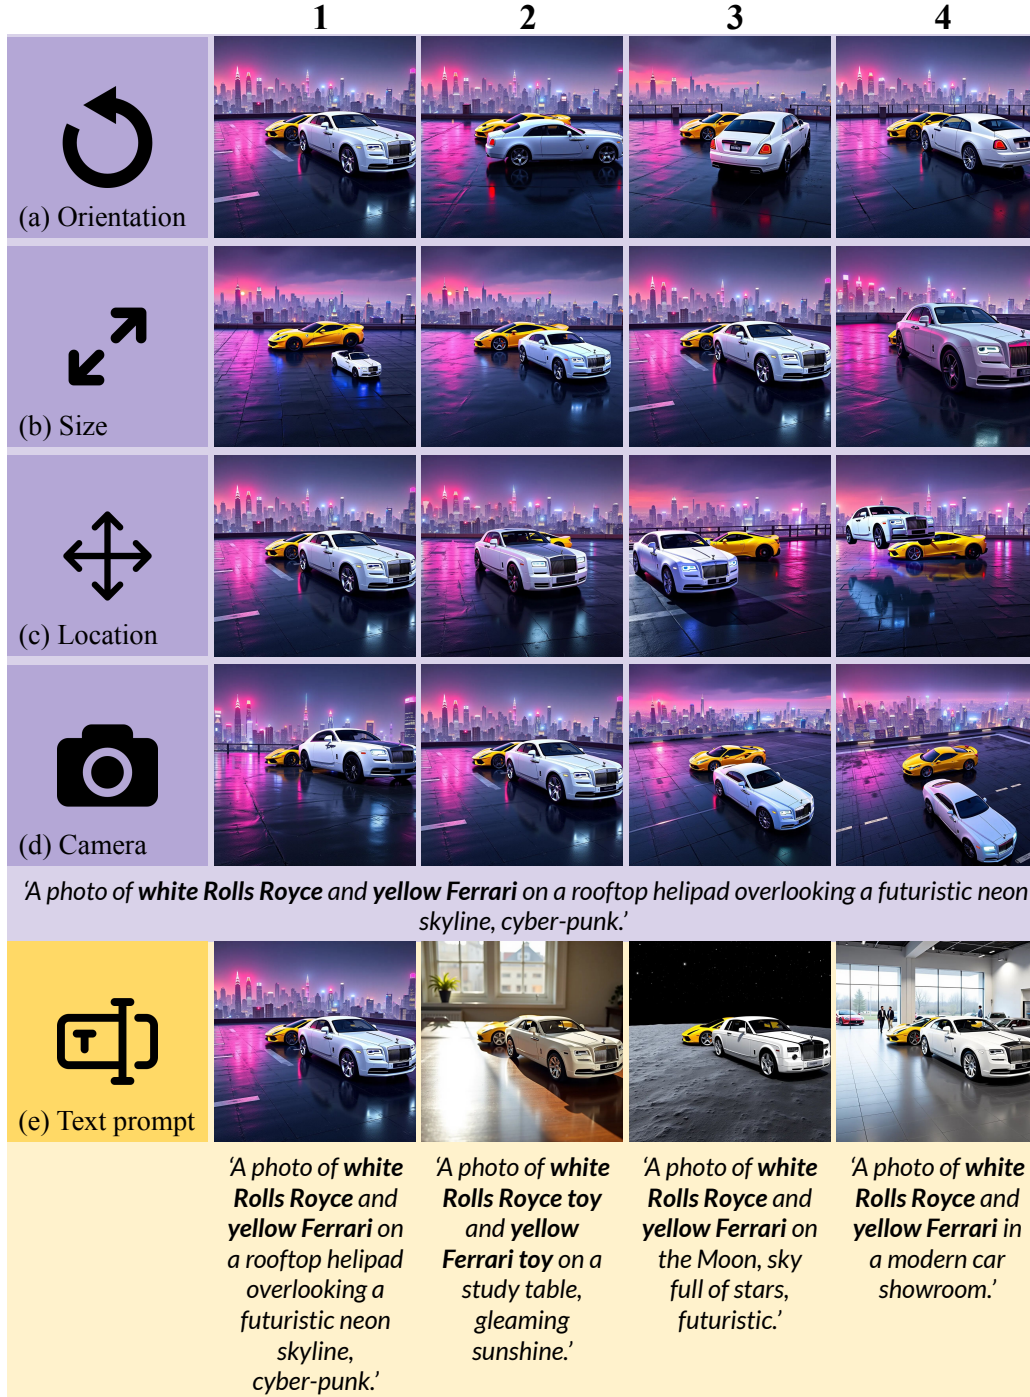 1 2 3 4
(a) Orientation
(b) Size
(c) Location
(d) Camera
‘A photo of white Rolls Royce and yellow Ferrari on a rooftop helipad overlooking a futuristic neon
skyline, cyber-punk.’
T
(e) Text prompt
‘A photo of white
Rolls Royce and
yellow Ferrari on
a rooftop helipad
overlooking a
futuristic neon
skyline,
cyber-punk.’
‘A photo of white
Rolls Royce toy
and yellow
Ferrari toy on a
study table,
gleaming
sunshine.’
‘A photo of white
Rolls Royce and
yellow Ferrari on
the Moon, sky
full of stars,
futuristic.’
‘A photo of white
Rolls Royce and
yellow Ferrari in
a modern car
showroom.’